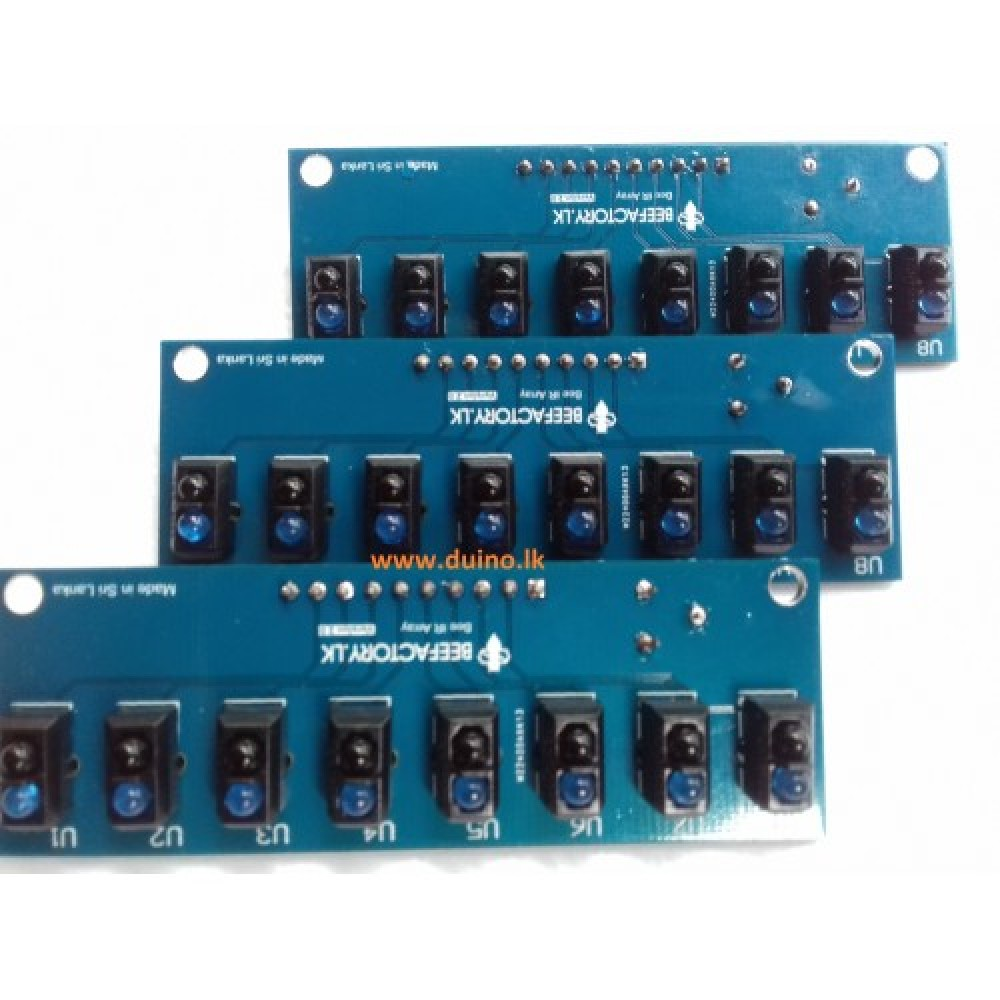 Made in Sri Lanka
BEEFACTORY.LK
Bee IR Array
U8
Made in Sri Lanka
BEEFACTORY.LK
Bee IR Array
U8
www.duino.lk
Made in Sri Lanka
Bee IR Array
BEEFACTORY.LK
U1 U2 U3 U4 U5 U6 U7